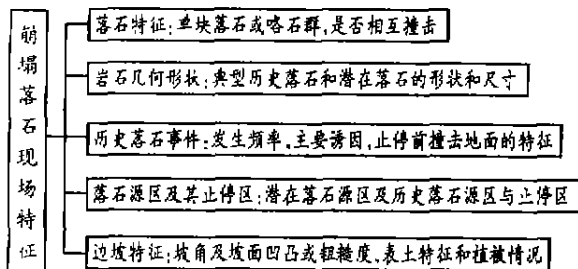 崩塌落石现场特征
落石特征:单块落石或咯石群,是否相互撞击
岩石几何形状:典型历史落石和潜在落石的形状和尺寸
历史落石事件:发生频率,主要诱因,止停前撞击地面的特征
落石源区及其止停区:潜在落石源区及历史落石源区与止停区
边坡特征:坡角及坡面凹凸或粗糙度、表土特征和植被情况